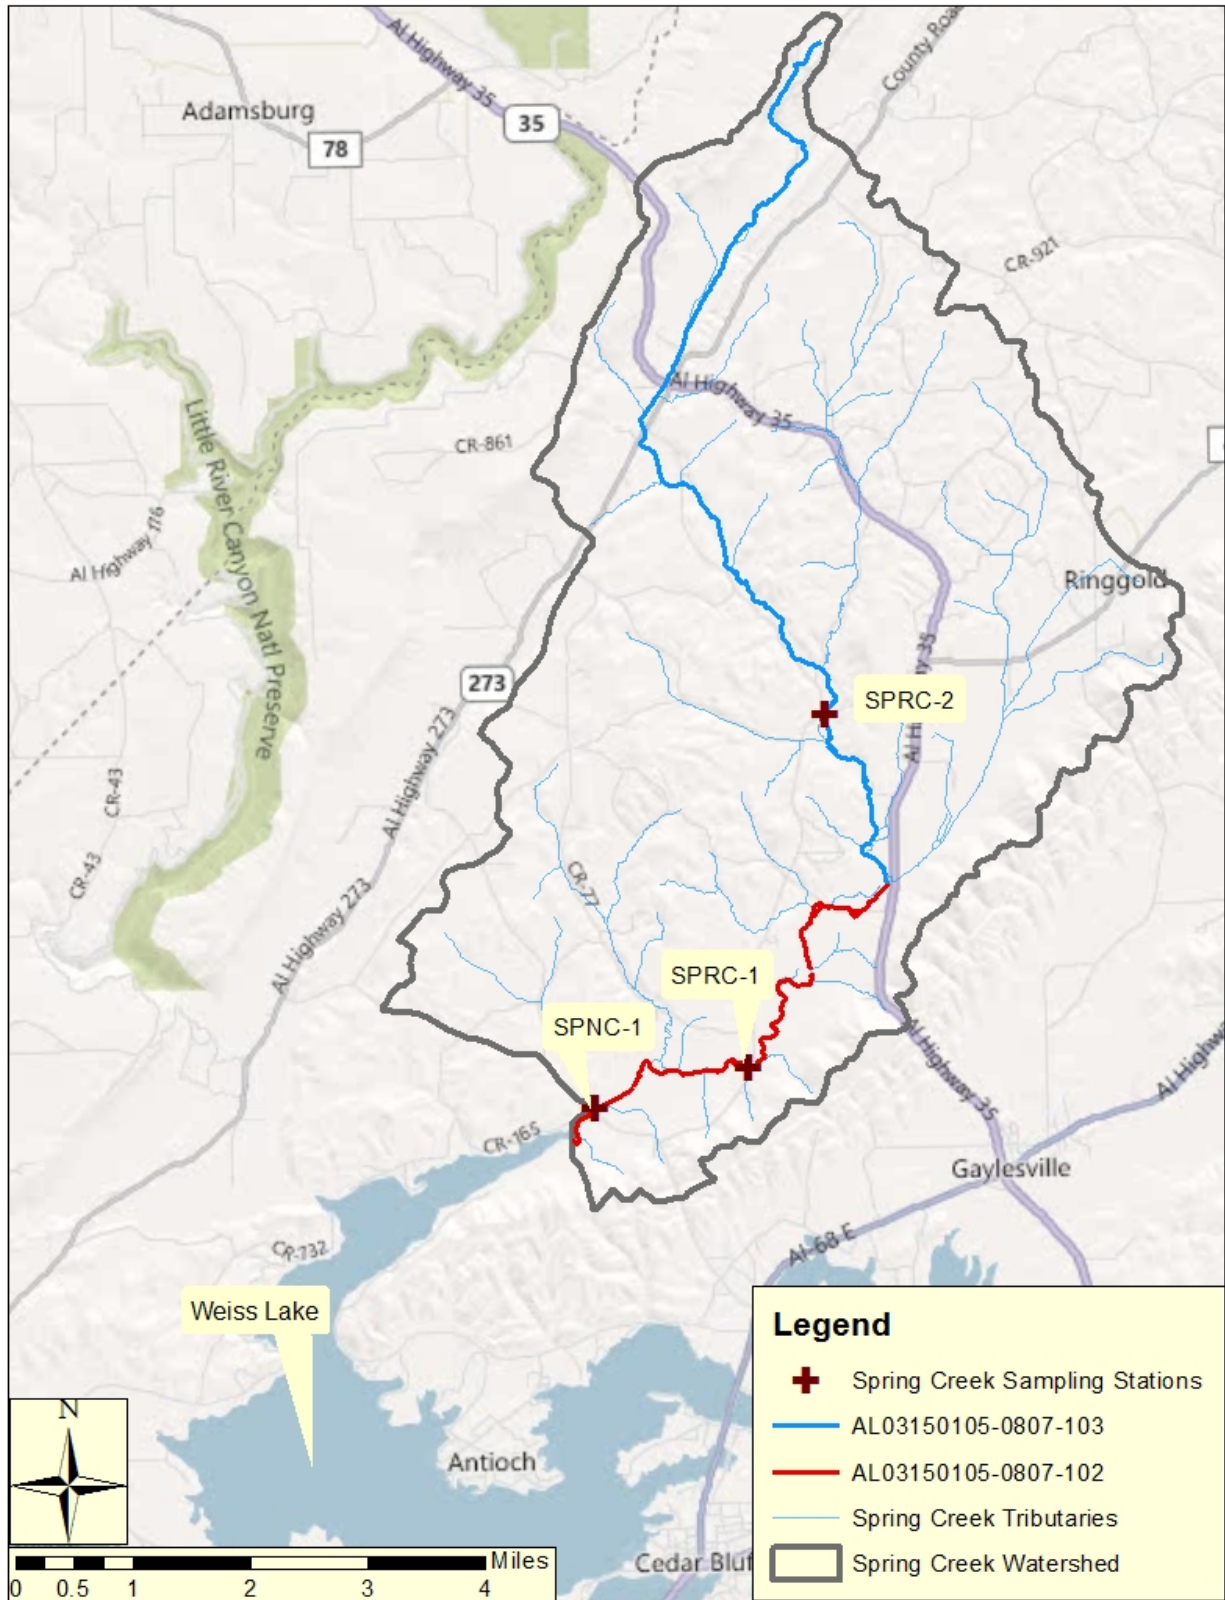 Al Highway 35
County Road
Adamsburg
35
78
CR-921
Al Highway 35
CR-861
Little River Canyon Natl Preserve
Al Highway 176
Ringgold
Al Highway 35
273
SPRC-2
Al Highway 273
CR-43
CR-43
CR-77
Al Highway 273
SPRC-1
SPNC-1
Al Highway 35
Al Highw
CR-165
Gaylesville
Al-68 E
CR-732
Weiss Lake
Antioch
Cedar Bluf
N
Miles
0 0.5 1 2 3 4
Legend
Spring Creek Sampling Stations
AL03150105-0807-103
AL03150105-0807-102
Spring Creek Tributaries
Spring Creek Watershed